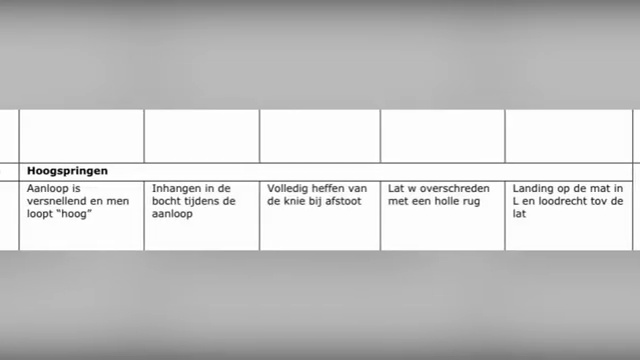 Hoogspringen
Aanloop is
versnellend en men
loopt “hoog”
Inhangen in de
bocht tijdens de
aanloop
Volledig heffen van
de knie bij afstoot
Lat w overschreden
met een holle rug
Landing op de mat in
L en loodrecht tov de
lat